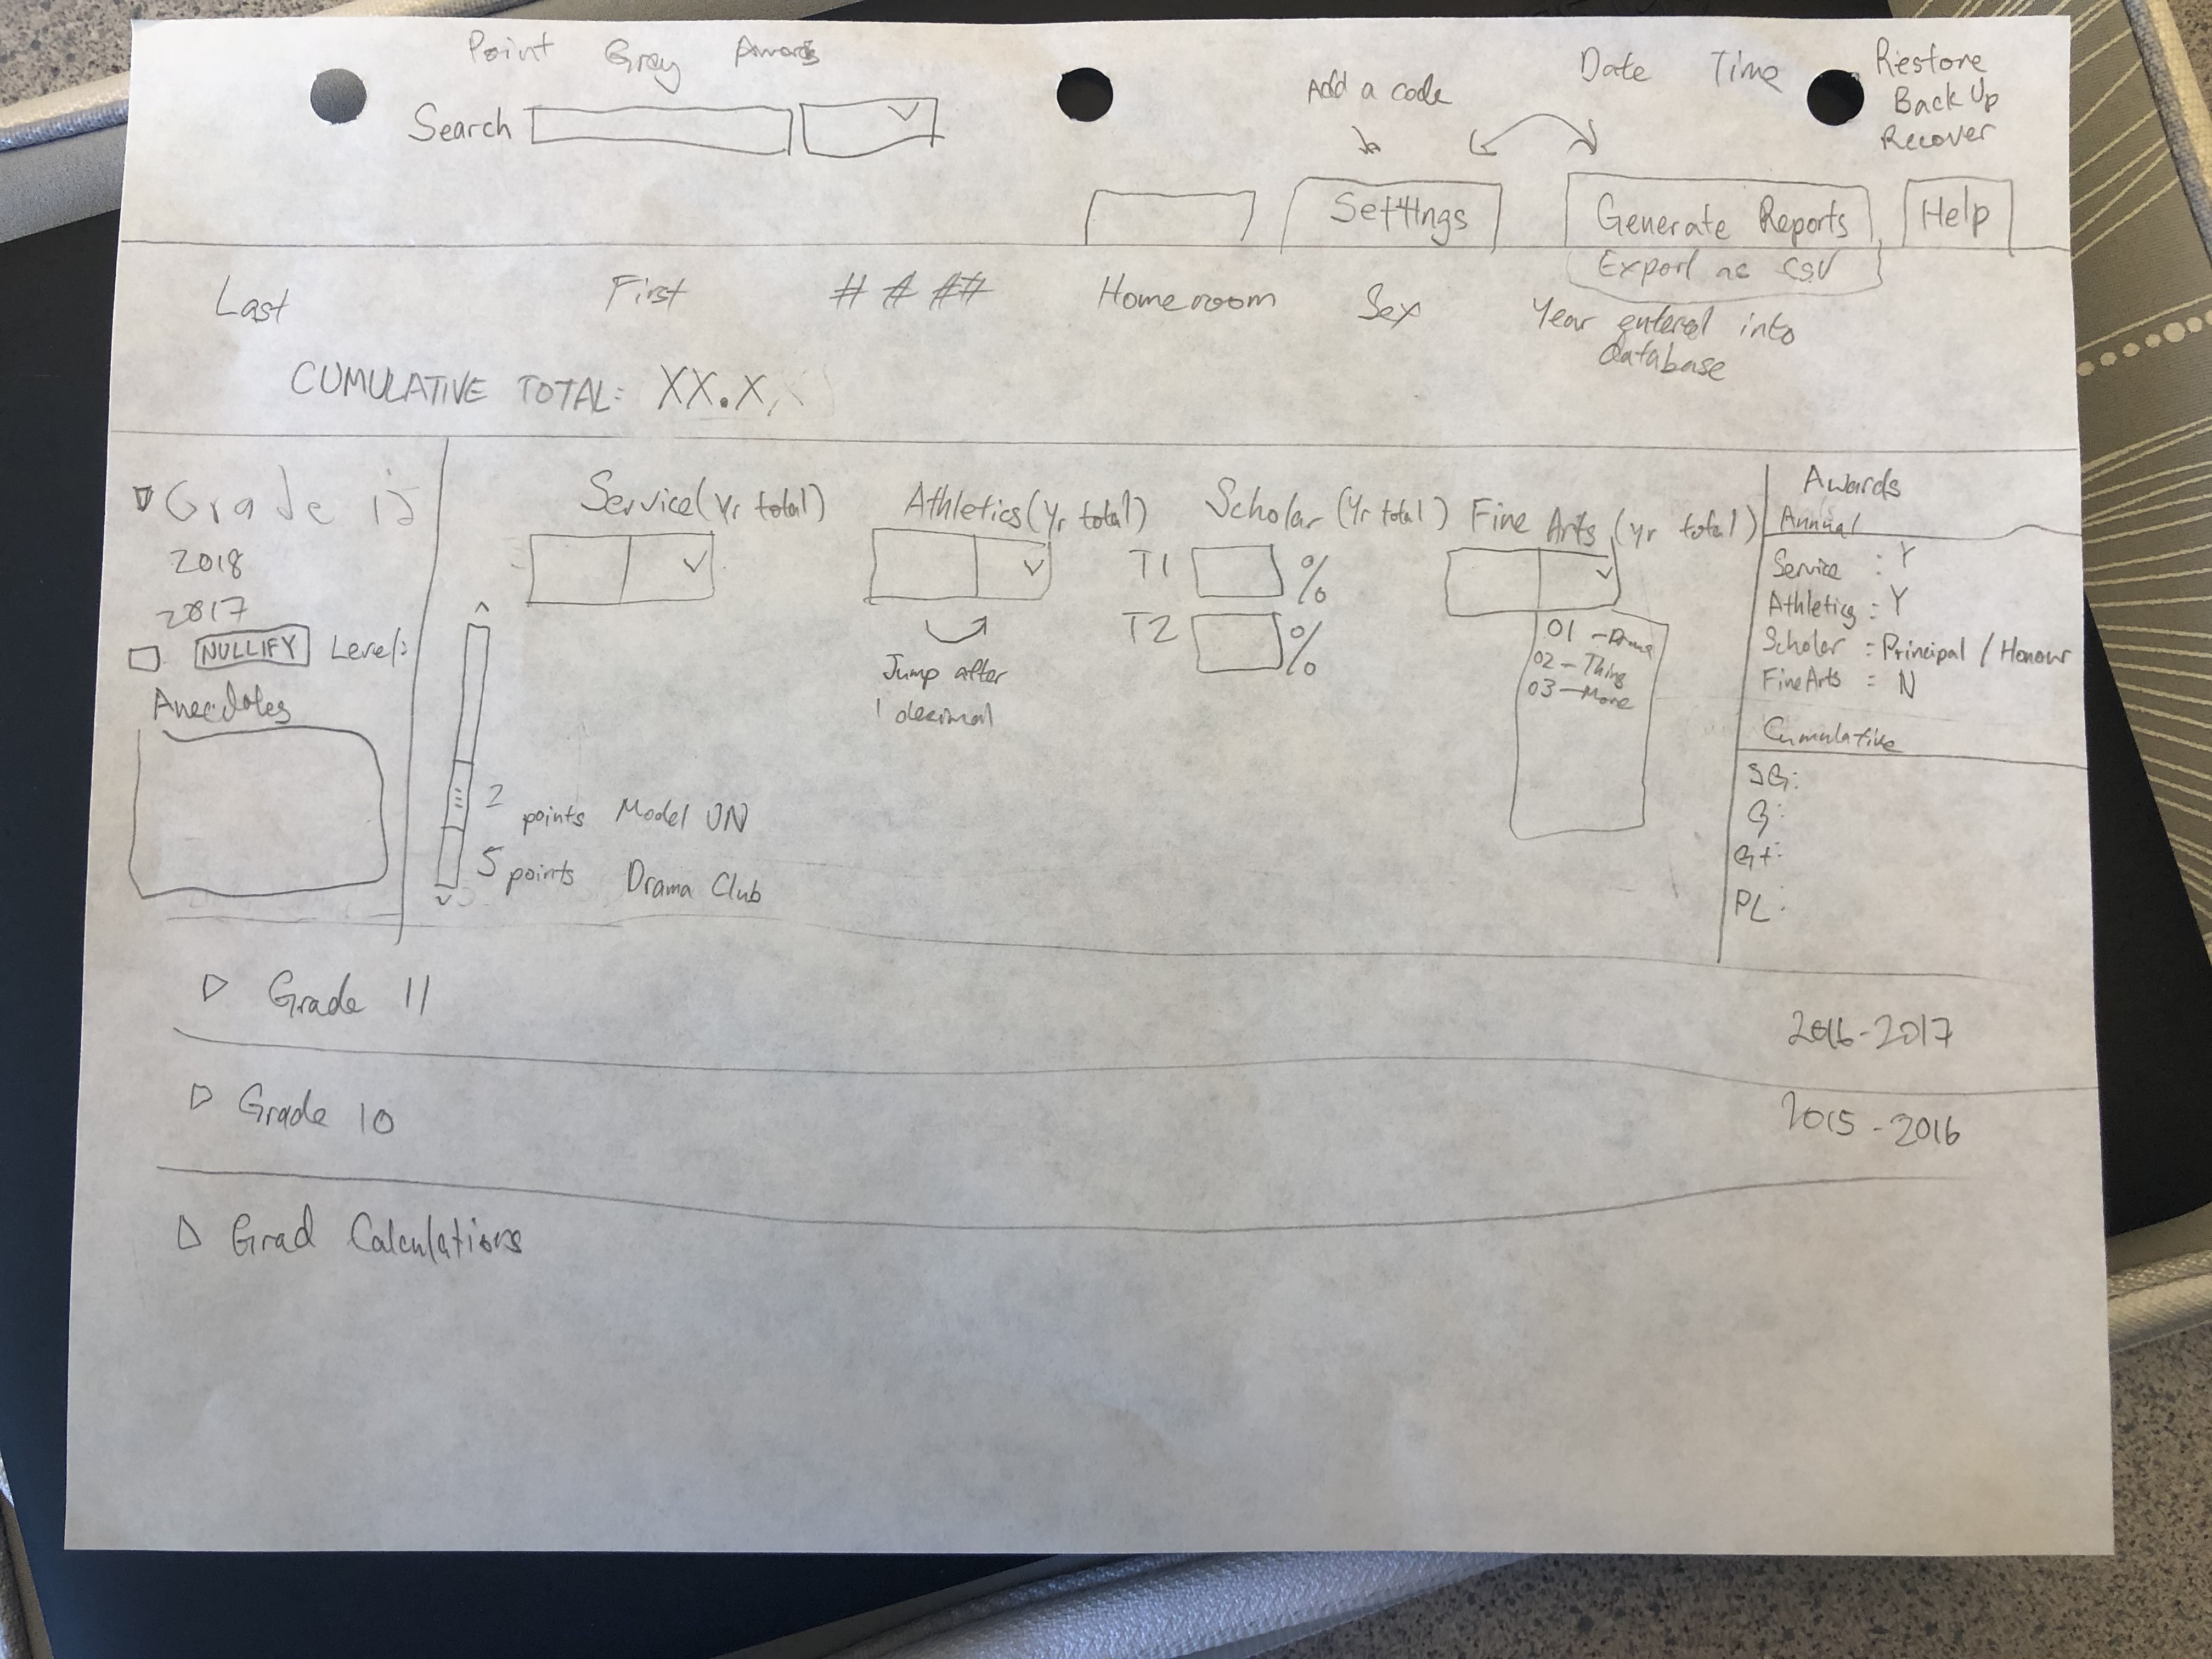 Point Grey Awards
Date Time
Restore
Back Up
Recover
Add a code
Search
Settings
Generate Reports
Help
Export as CSV
Last First # # ## Homeroom Sex
Year entered into
database
CUMULATIVE TOTAL: XX.X
Grade 12
2018
2017
NULLIFY Level:
Anecdotes
Service (Yr total)
Athletics (Yr total)
Jump after
1 decimal
Scholar (Yr total)
T1 %
T2 %
Fine Arts (yr total)
01 - Drama
02 - Thing
03 - More
2 points Model UN
5 points Drama Club
Awards
Annual
Service : Y
Athletics : Y
Scholar : Principal / Honour
Fine Arts : N
Cumulative
SG:
G:
G+:
PL:
Grade 11 2016-2017
Grade 10 2015-2016
Grad Calculations